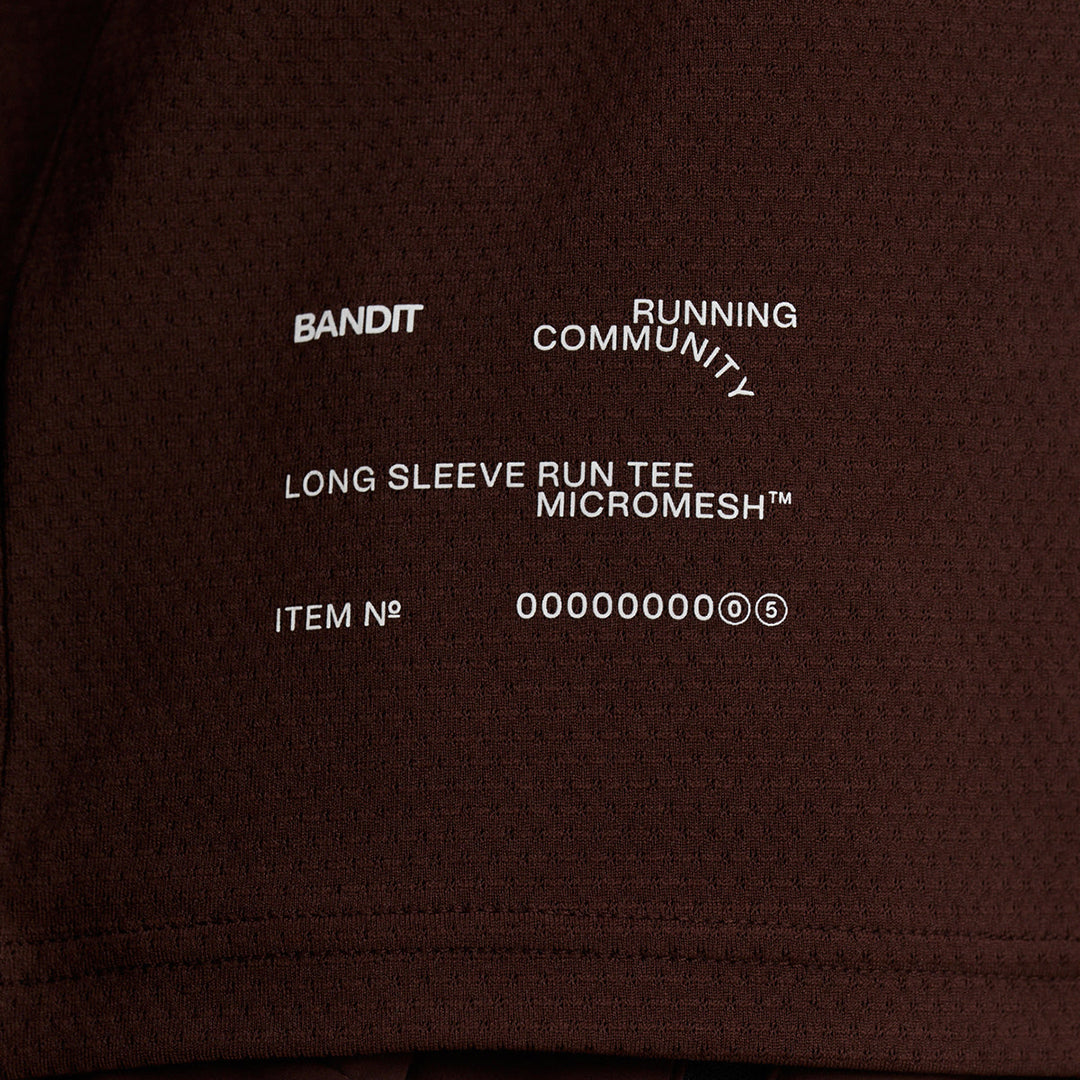 BANDIT RUNNING
COMMUNITY
LONG SLEEVE RUN TEE
MICROMESH™
ITEM Nº 00000000⓪⑤